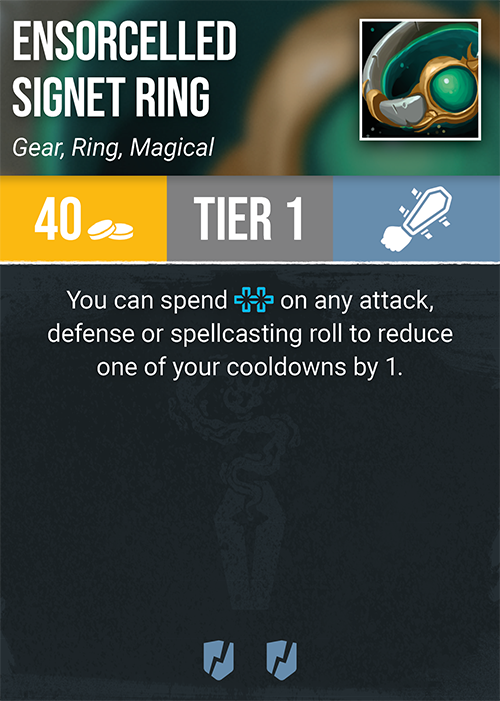 ENSORCELLED
SIGNET RING
Gear, Ring, Magical
40
TIER 1
You can spend on any attack,
defense or spellcasting roll to reduce
one of your cooldowns by 1.